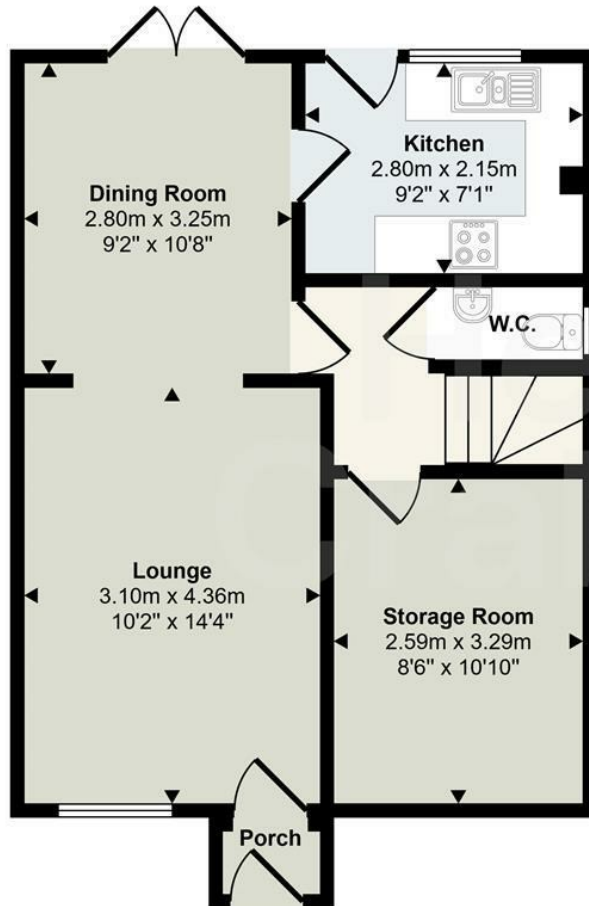 Dining Room
2.80m x 3.25m
9'2" x 10'8"
Kitchen
2.80m x 2.15m
9'2" x 7'1"
W.C.
Lounge
3.10m x 4.36m
10'2" x 14'4"
Storage Room
2.59m x 3.29m
8'6" x 10'10"
Porch